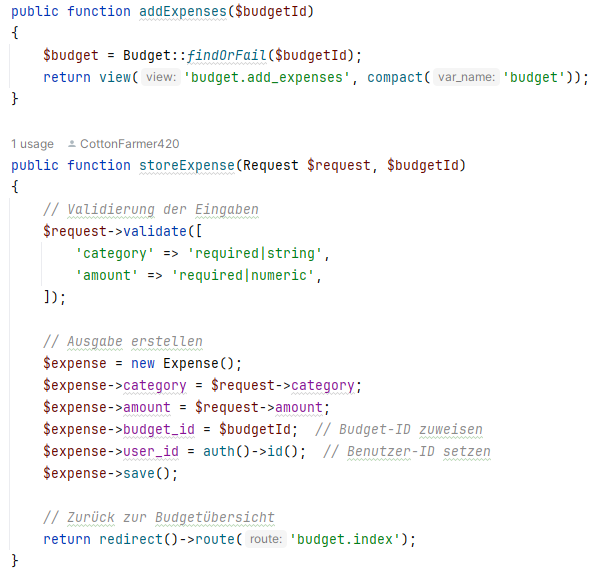 public function addExpenses($budgetId)
{
    $budget = Budget::findOrFail($budgetId);
    return view( view: 'budget.add_expenses', compact( var_name: 'budget'));
}
1 usage CottonFarmer420
public function storeExpense(Request $request, $budgetId)
{
    // Validierung der Eingaben
    $request->validate([
        'category' => 'required|string',
        'amount' => 'required|numeric',
    ]);
    // Ausgabe erstellen
    $expense = new Expense();
    $expense->category = $request->category;
    $expense->amount = $request->amount;
    $expense->budget_id = $budgetId;  // Budget-ID zuweisen
    $expense->user_id = auth()->id();  // Benutzer-ID setzen
    $expense->save();
    // Zurück zur Budgetübersicht
    return redirect()->route( route: 'budget.index');
}